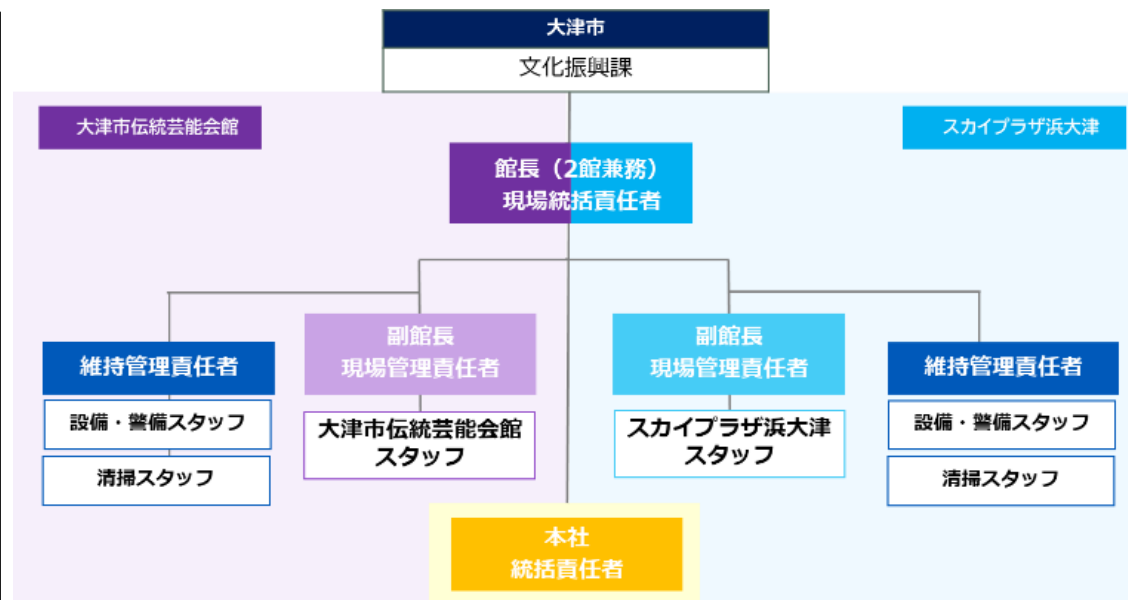 大津市
文化振興課
大津市伝統芸能会館
スカイプラザ浜大津
館長（2館兼務）
現場統括責任者
維持管理責任者
設備・警備スタッフ
清掃スタッフ
副館長
現場管理責任者
大津市伝統芸能会館
スタッフ
副館長
現場管理責任者
スカイプラザ浜大津
スタッフ
維持管理責任者
設備・警備スタッフ
清掃スタッフ
本社
統括責任者